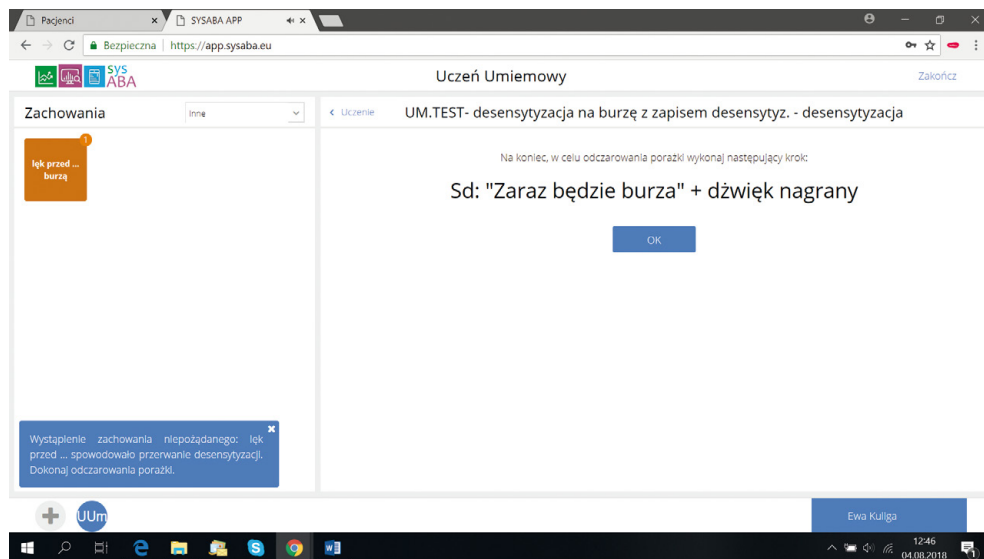 Pacjenci
SYSABA APP
Bezpieczna | https://app.sysaba.eu
sys
ABA
Uczeń Umiemowy
Zakończ
Zachowania
Inne
Uczenie
UM.TEST- desensytyzacja na burzę z zapisem desensytyz. - desensytyzacja
1
lęk przed ...
burzą
Na koniec, w celu odczarowania porażki wykonaj następujący krok:
Sd: "Zaraz będzie burza" + dżwięk nagrany
OK
Wystąpienie zachowania niepożądanego: lęk
przed ... spowodowało przerwanie desensytyzacji.
Dokonaj odczarowania porażki.
UUm
Ewa Kuliga
12:46
04.08.2018